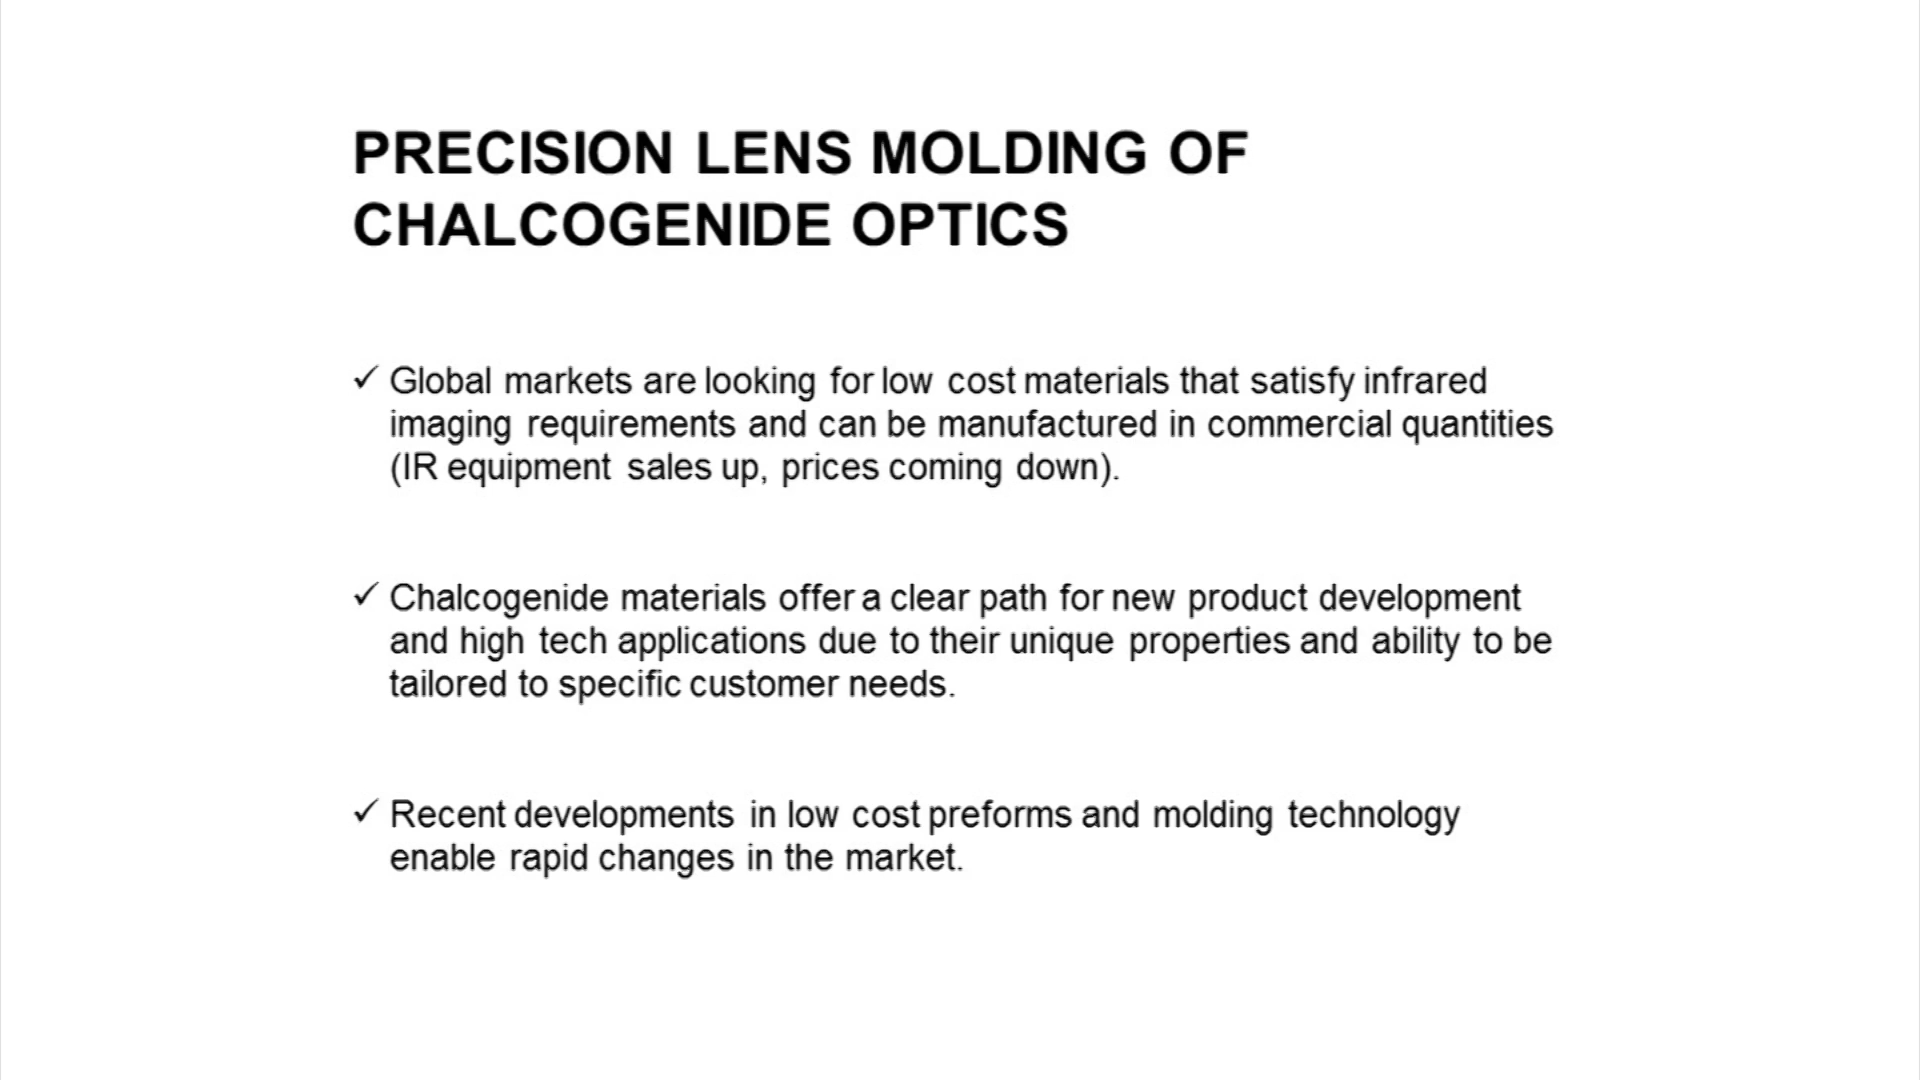 PRECISION LENS MOLDING OF
CHALCOGENIDE OPTICS
✓ Global markets are looking for low cost materials that satisfy infrared
imaging requirements and can be manufactured in commercial quantities
(IR equipment sales up, prices coming down).
✓ Chalcogenide materials offer a clear path for new product development
and high tech applications due to their unique properties and ability to be
tailored to specific customer needs.
✓ Recent developments in low cost preforms and molding technology
enable rapid changes in the market.